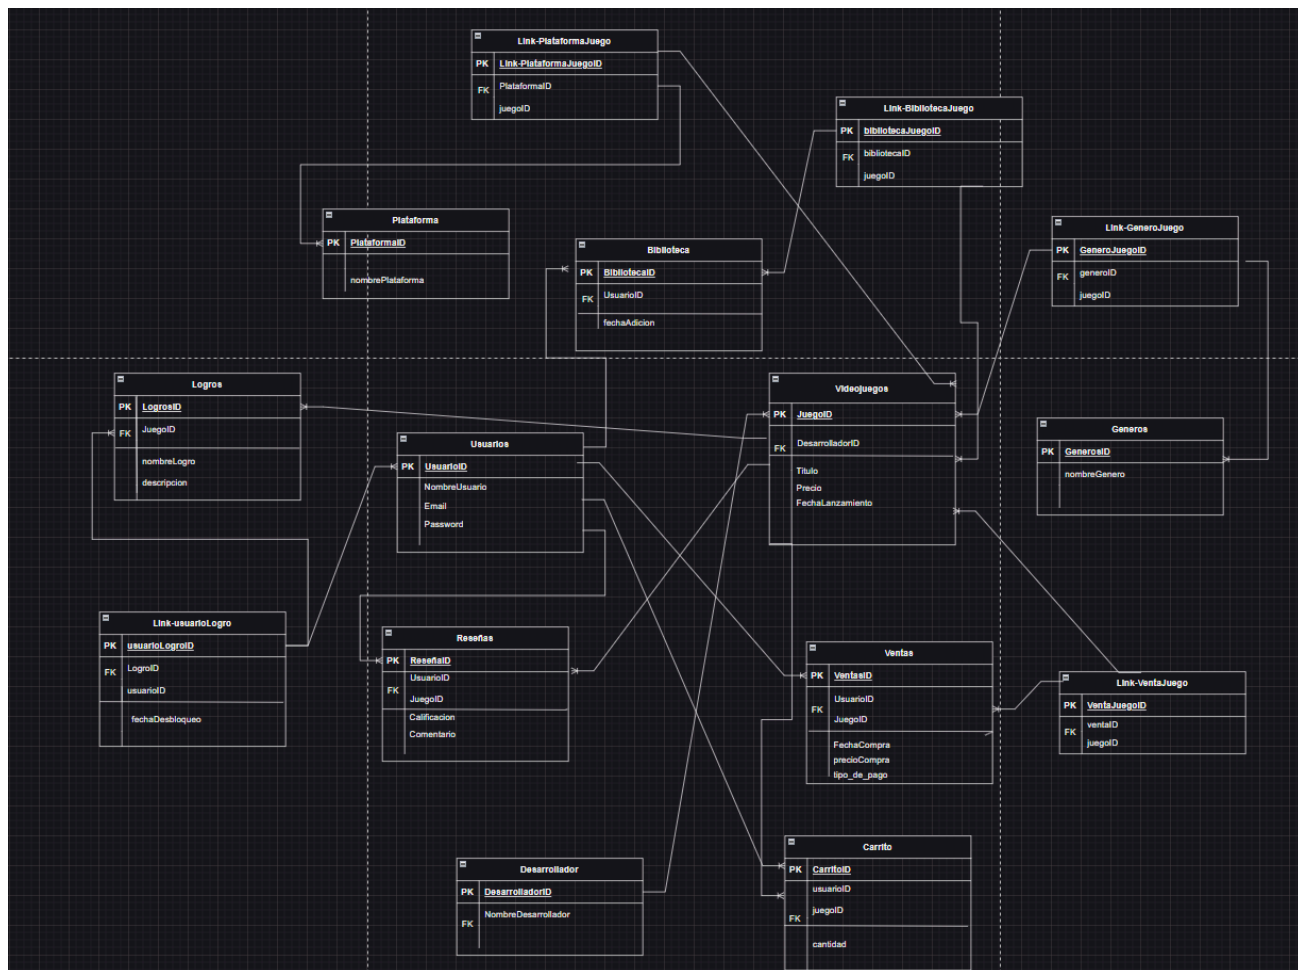 Link-PlataformaJuego
PK Link-PlataformaJuegoID
FK PlataformaID
juegoID
Link-BibliotecaJuego
PK bibliotecaJuegoID
FK bibliotecaID
juegoID
Plataforma
PK PlataformaID
nombrePlataforma
Biblioteca
PK BibliotecaID
FK UsuarioID
fechaAdicion
Link-GeneroJuego
PK GeneroJuegoID
FK generoID
juegoID
Logros
PK LogrosID
FK JuegoID
nombreLogro
descripcion
Usuarios
PK UsuarioID
NombreUsuario
Email
Password
Videojuegos
PK JuegoID
FK DesarrolladorID
Titulo
Precio
FechaLanzamiento
Generos
PK GenerosID
nombreGenero
Link-usuarioLogro
PK usuarioLogroID
FK LogroID
usuarioID
fechaDesbloqueo
Reseñas
PK ReseñaID
UsuarioID
FK JuegoID
Calificacion
Comentario
Ventas
PK VentasID
FK UsuarioID
JuegoID
FechaCompra
precioCompra
tipo_de_pago
Link-VentaJuego
PK VentaJuegoID
FK ventaID
juegoID
Desarrollador
PK DesarrolladorID
FK NombreDesarrollador
Carrito
PK CarritoID
usuarioID
FK juegoID
cantidad